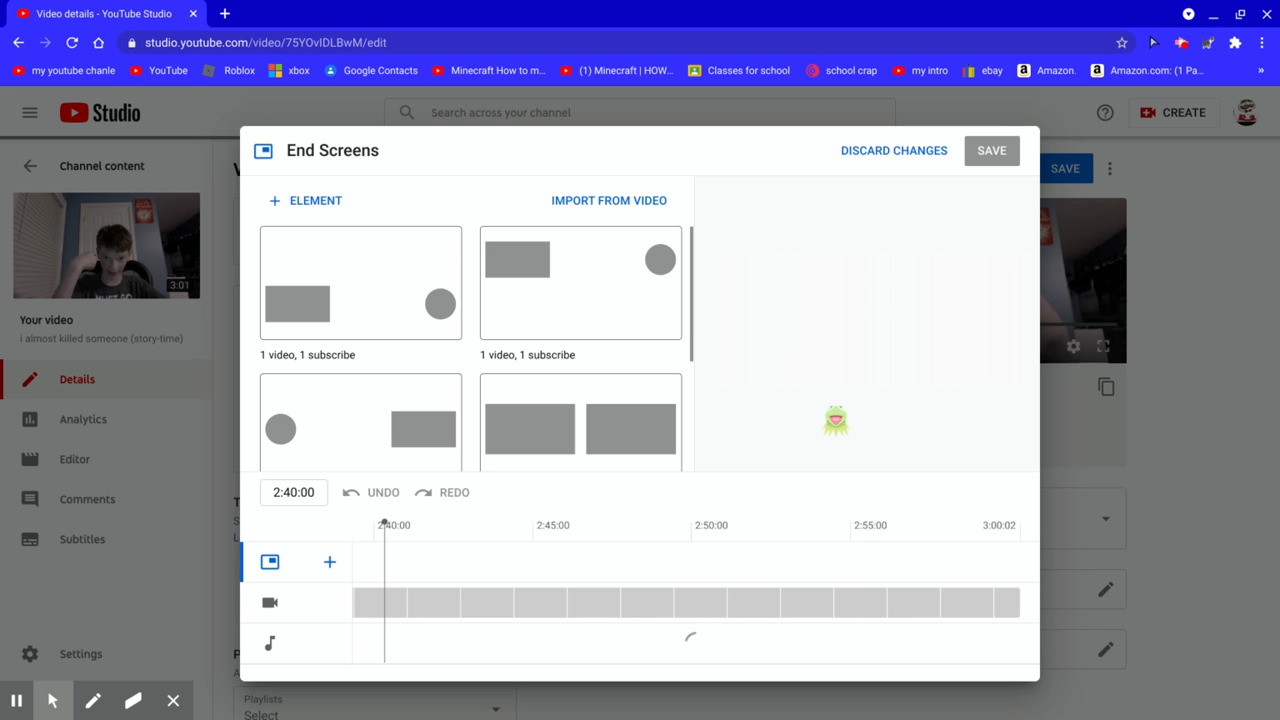 Video details - YouTube Studio
studio.youtube.com/video/75YOvIDLBwM/edit
my youtube chanle YouTube Roblox xbox Google Contacts Minecraft How to m... (1) Minecraft | HOW... Classes for school school crap my intro ebay Amazon. Amazon.com: (1 Pa... »
Studio
Search across your channel
CREATE
Channel content
End Screens
DISCARD CHANGES
SAVE
SAVE
ELEMENT
IMPORT FROM VIDEO
3:01
Your video
i almost killed someone (story-time)
1 video, 1 subscribe
1 video, 1 subscribe
Details
Analytics
Editor
Comments
Subtitles
2:40:00
UNDO
REDO
2:40:00 2:45:00 2:50:00 2:55:00 3:00:02
Settings
Playlists
Select